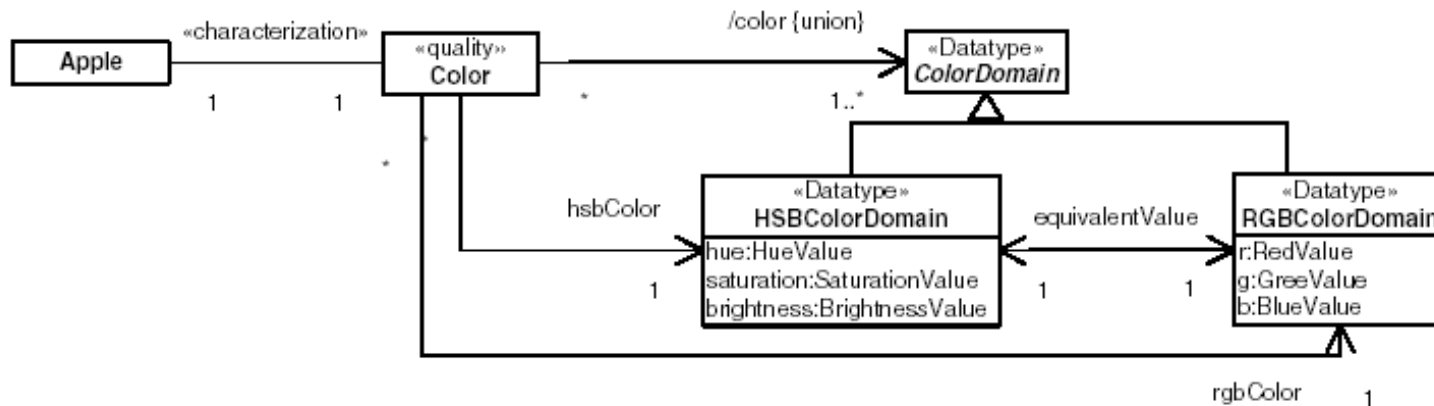 /color {union}
«characterization»
Apple
«quality»
Color
«Datatype»
ColorDomain
1
1
*
1..*
*
*
hsbColor
«Datatype»
HSBColorDomain
hue:HueValue
saturation:SaturationValue
brightness:BrightnessValue
equivalentValue
«Datatype»
RGBColorDomain
r:RedValue
g:GreeValue
b:BlueValue
1
1
1
rgbColor
1